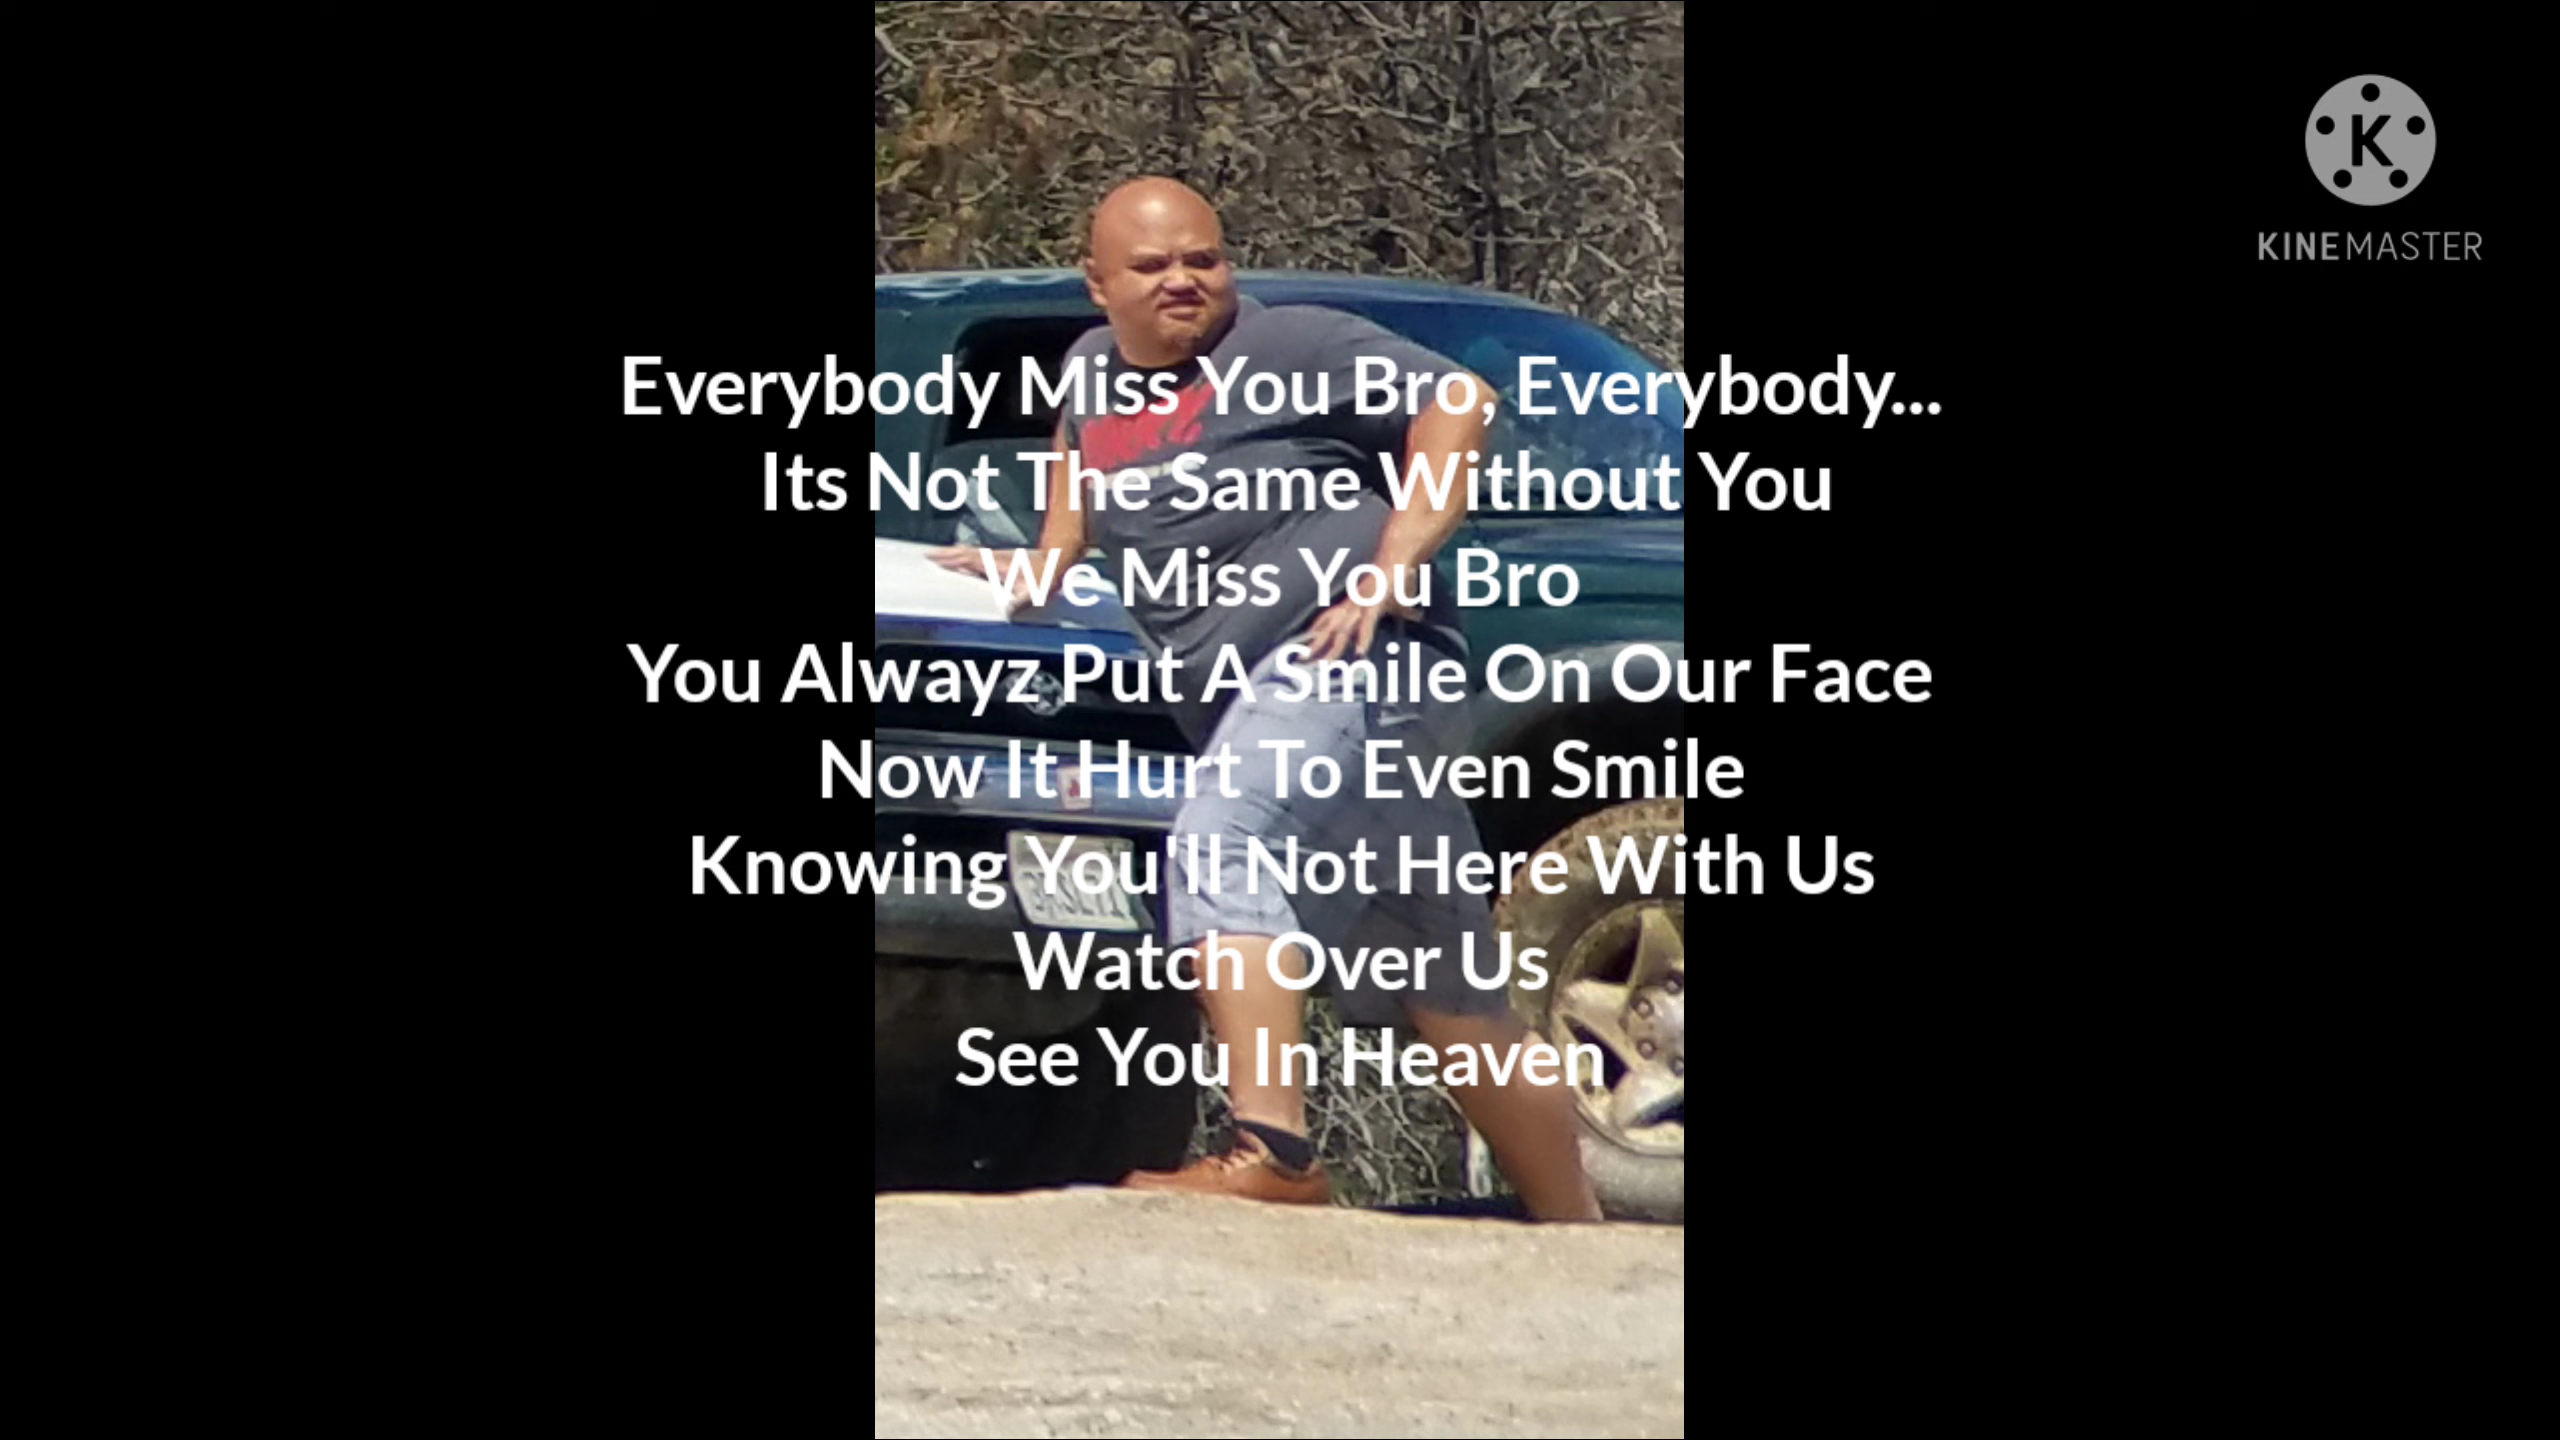 KINEMASTER
Everybody Miss You Bro, Everybody...
Its Not The Same Without You
We Miss You Bro
You Alwayz Put A Smile On Our Face
Now It Hurt To Even Smile
Knowing You'll Not Here With Us
Watch Over Us
See You In Heaven